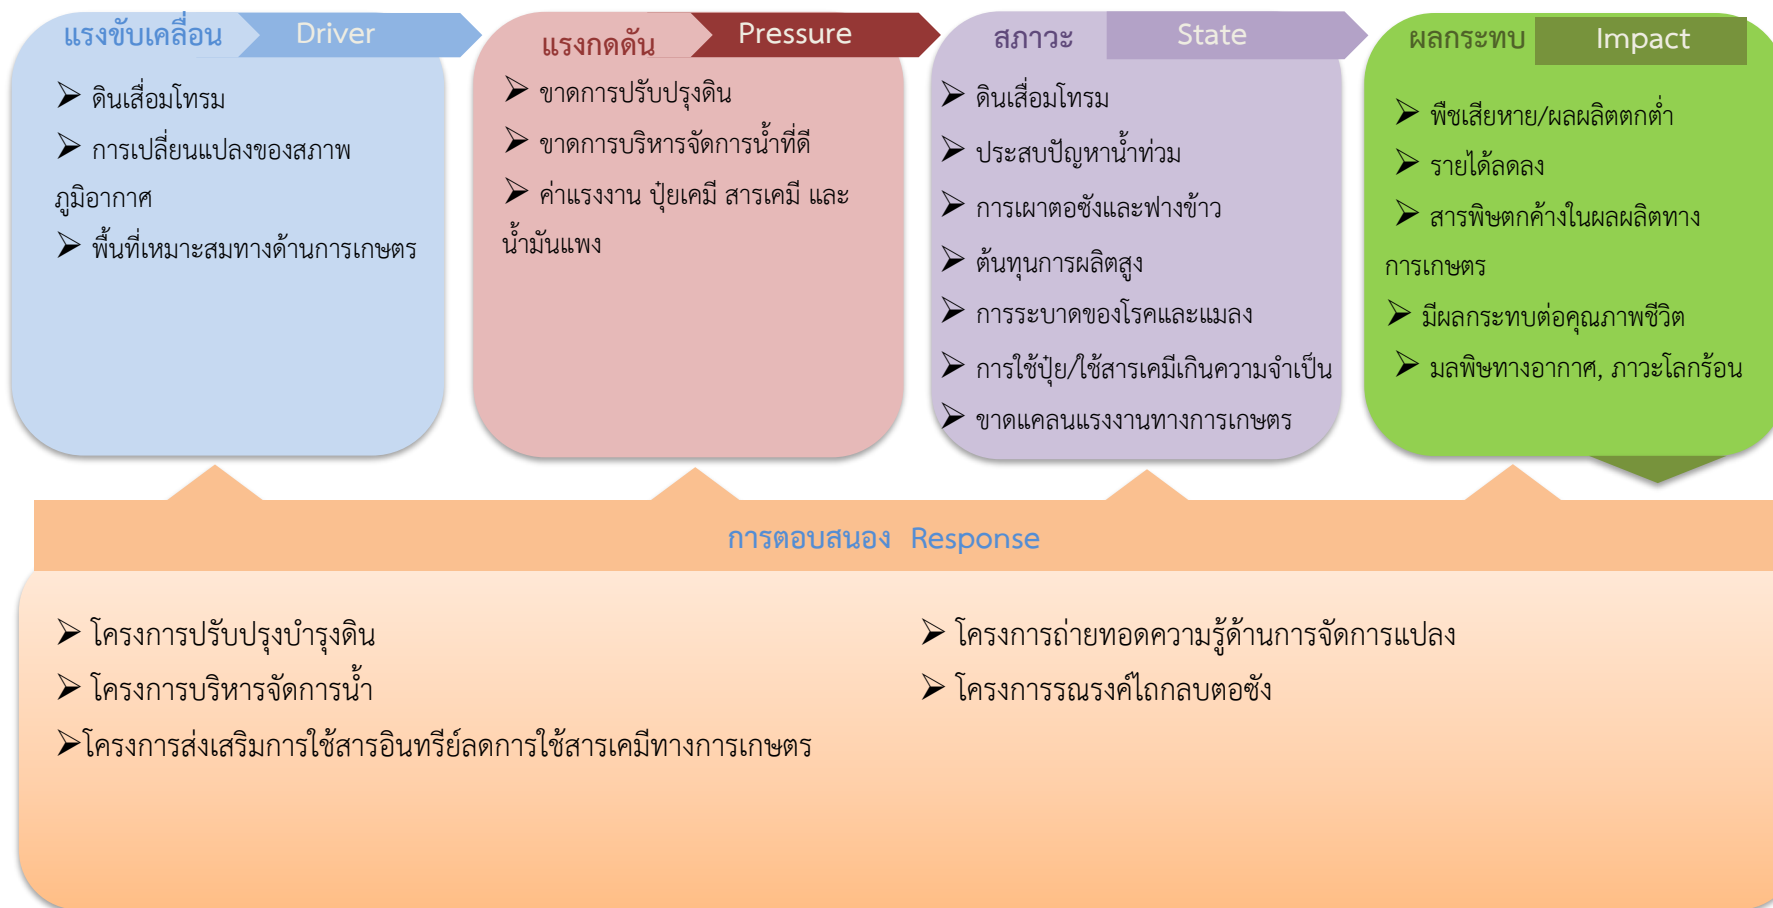 แรงขับเคลื่อน Driver
➢ ดินเสื่อมโทรม
➢ การเปลี่ยนแปลงของสภาพ
ภูมิอากาศ
➢ พื้นที่เหมาะสมทางด้านการเกษตร
แรงกดดัน Pressure
➢ ขาดการปรับปรุงดิน
➢ ขาดการบริหารจัดการน้ำที่ดี
➢ ค่าแรงงาน ปุ๋ยเคมี สารเคมี และ
น้ำมันแพง
สภาวะ State
➢ ดินเสื่อมโทรม
➢ ประสบปัญหาน้ำท่วม
➢ การเผาตอซังและฟางข้าว
➢ ต้นทุนการผลิตสูง
➢ การระบาดของโรคและแมลง
➢ การใช้ปุ๋ย/ใช้สารเคมีเกินความจำเป็น
➢ ขาดแคลนแรงงานทางการเกษตร
ผลกระทบ Impact
➢ พืชเสียหาย/ผลผลิตตกต่ำ
➢ รายได้ลดลง
➢ สารพิษตกค้างในผลผลิตทาง
การเกษตร
➢ มีผลกระทบต่อคุณภาพชีวิต
➢ มลพิษทางอากาศ, ภาวะโลกร้อน
การตอบสนอง Response
➢ โครงการปรับปรุงบำรุงดิน
➢ โครงการบริหารจัดการน้ำ
➢โครงการส่งเสริมการใช้สารอินทรีย์ลดการใช้สารเคมีทางการเกษตร
➢ โครงการถ่ายทอดความรู้ด้านการจัดการแปลง
➢ โครงการรณรงค์ไถกลบตอซัง